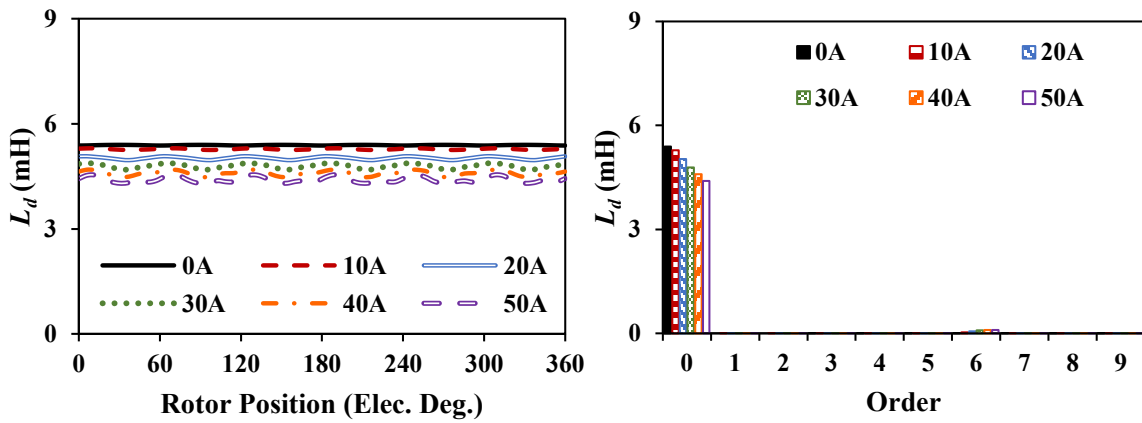 9
6
3
0
L_d (mH)
0A 10A 20A
30A 40A 50A
0 60 120 180 240 300 360
Rotor Position (Elec. Deg.)
9
6
3
0
L_d (mH)
0A 10A 20A
30A 40A 50A
0 1 2 3 4 5 6 7 8 9
Order